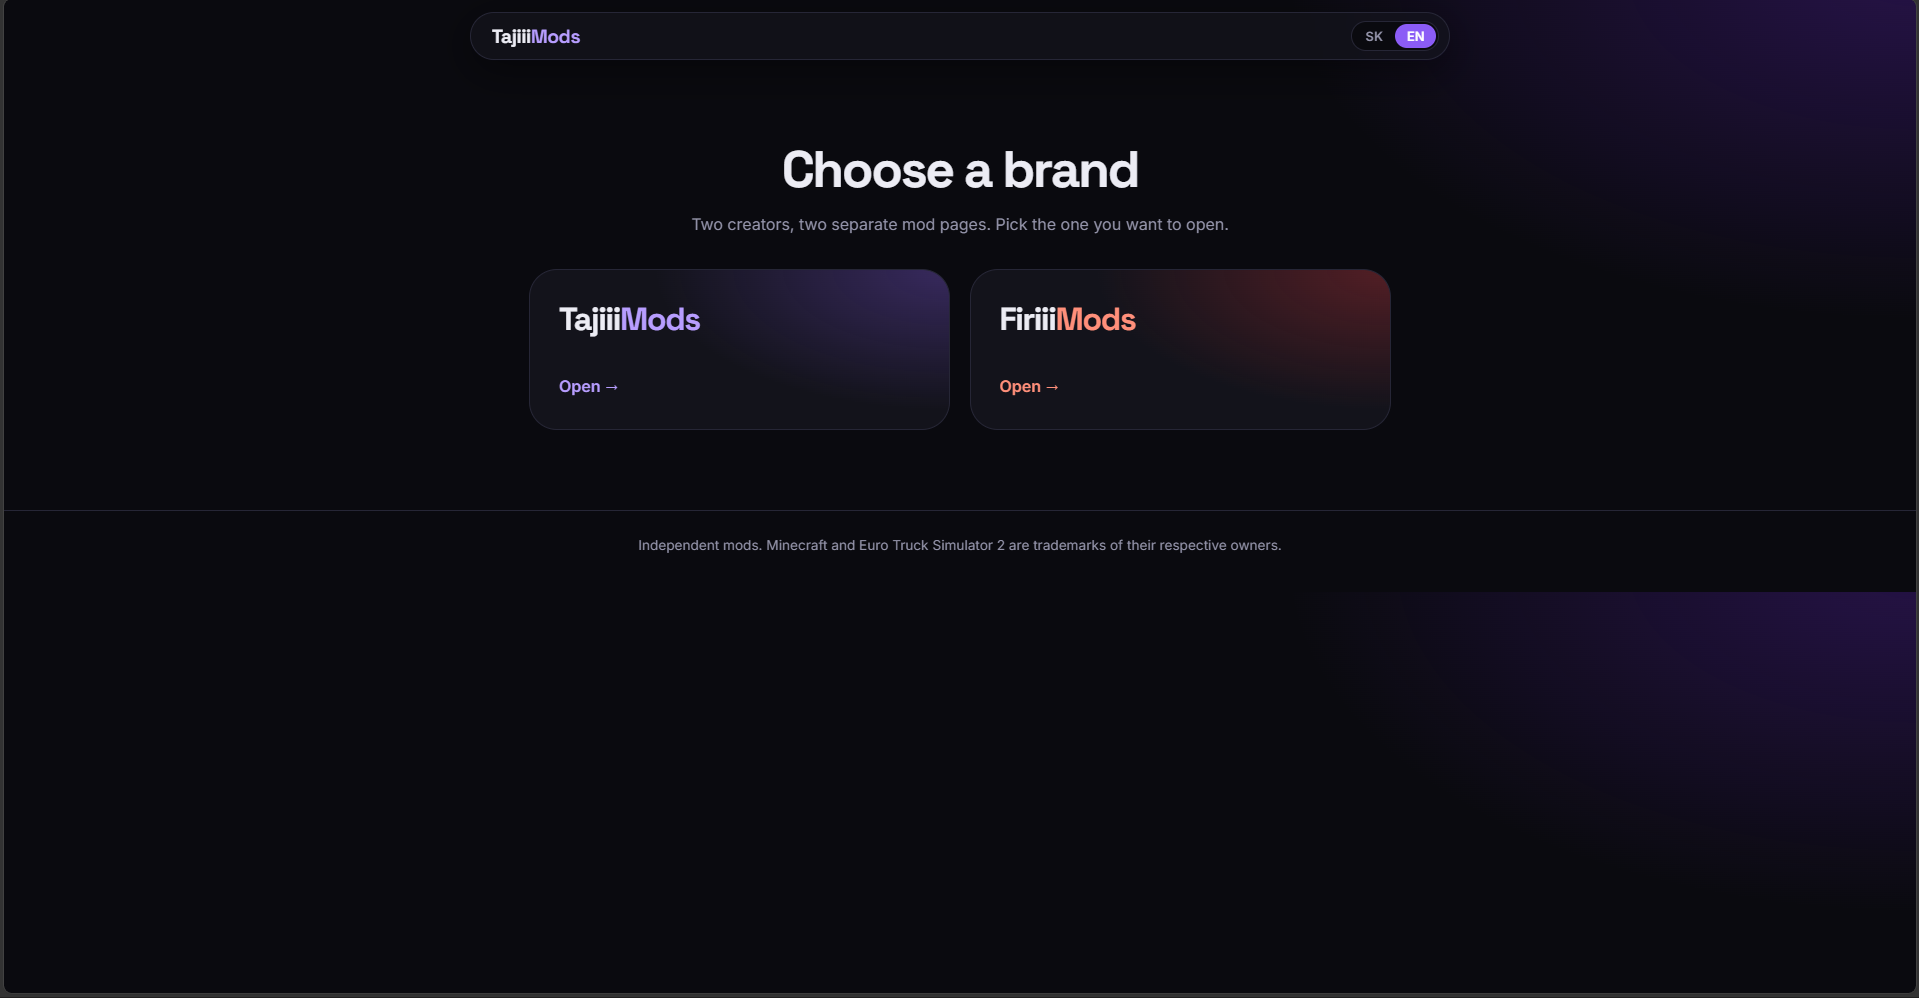 TajiiiMods
SK EN
Choose a brand
Two creators, two separate mod pages. Pick the one you want to open.
TajiiiMods
Open →
FiriiiMods
Open →
Independent mods. Minecraft and Euro Truck Simulator 2 are trademarks of their respective owners.